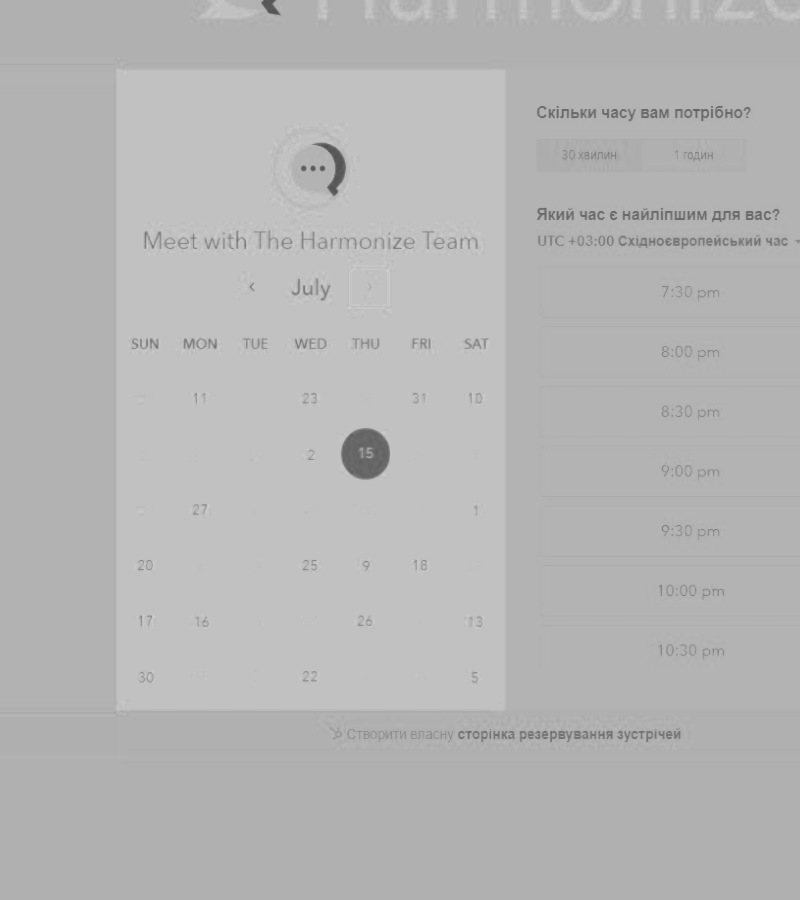 Harmonize
Meet with The Harmonize Team
‹ July ›
SUN MON TUE WED THU FRI SAT
11 23 31 10
2 15
27 1
20 25 9 18
17 16 26 13
30 22 5
Скільки часу вам потрібно?
30 хвилин 1 годин
Який час є найліпшим для вас?
UTC +03:00 Східноєвропейський час
7:30 pm
8:00 pm
8:30 pm
9:00 pm
9:30 pm
10:00 pm
10:30 pm
Створити власну сторінка резервування зустрічей